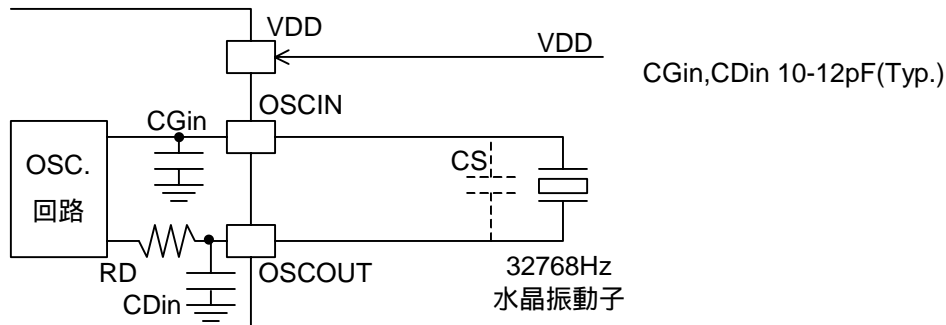 VDD
VDD
CGin,CDin 10-12pF(Typ.)
OSCIN
CGin
OSC.
回路
CS
RD
OSCOUT
CDin
32768Hz
水晶振動子